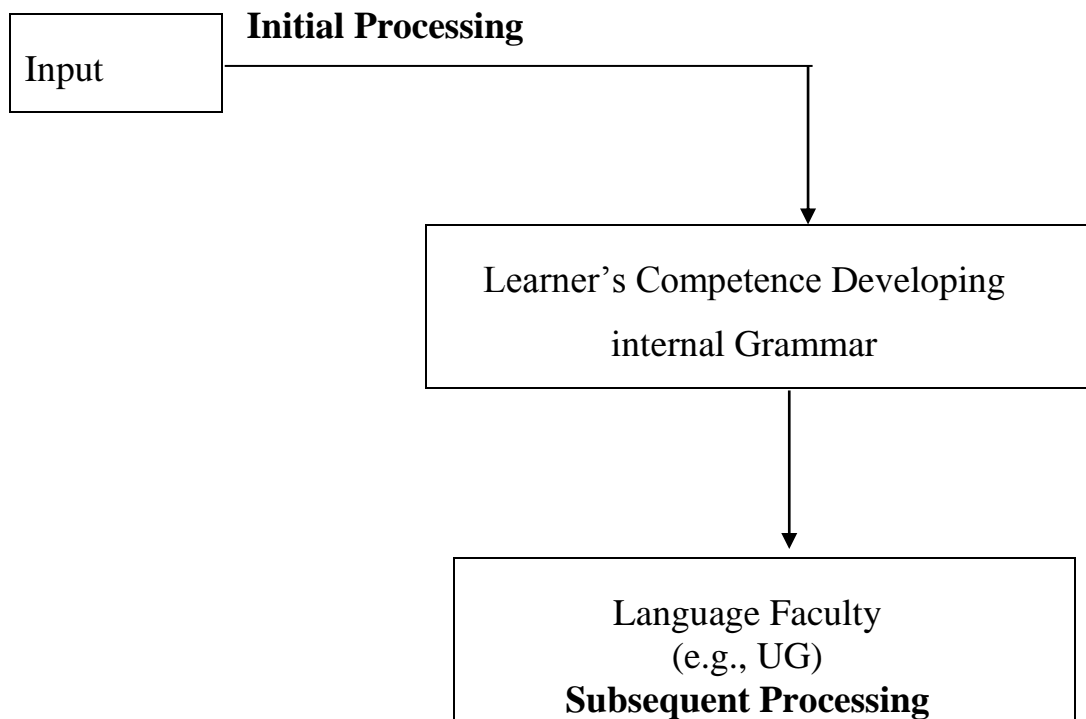 Initial Processing
Input
Learner’s Competence Developing
internal Grammar
Language Faculty
(e.g., UG)
Subsequent Processing